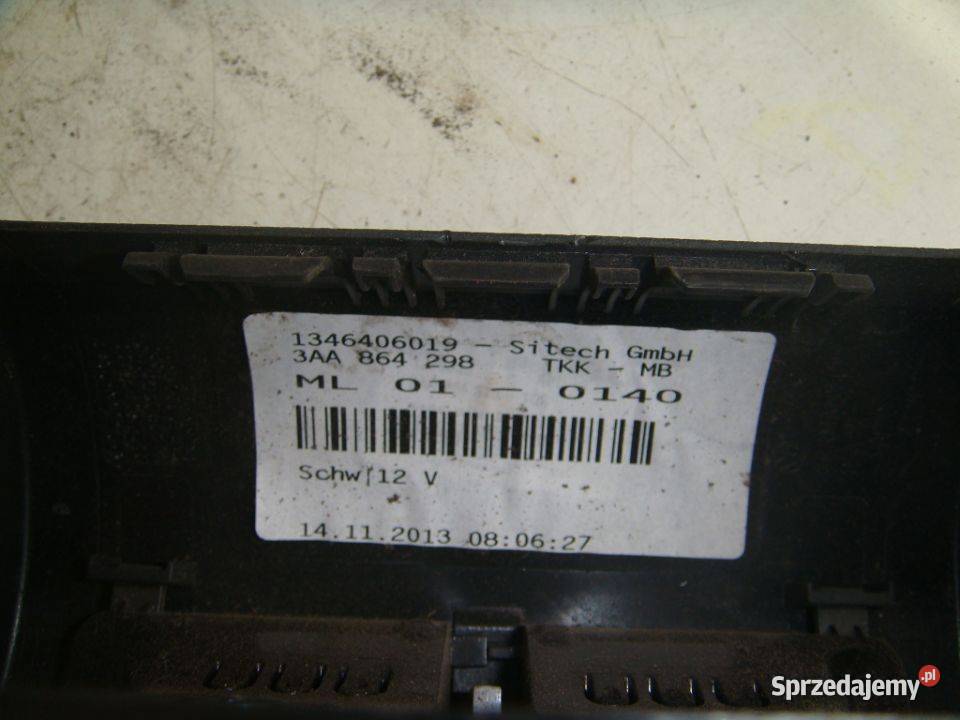 1346406019 - Sitech GmbH
3AA 864 298 TKK - MB
ML 01 - 0140
Schw|12 V
14.11.2013 08:06:27
Sprzedajemy.pl